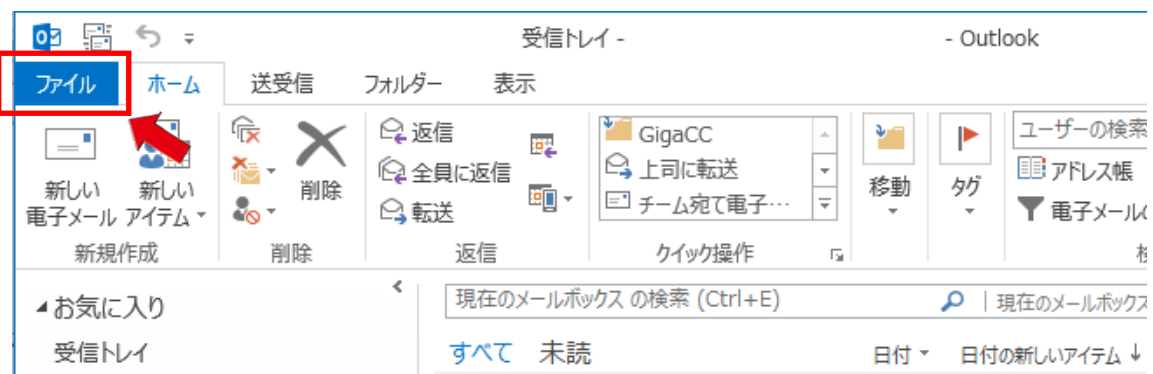 受信トレイ - - Outlook
ファイル ホーム 送受信 フォルダー 表示
新しい
電子メール
新しい
アイテム
新規作成
削除
削除
返信
全員に返信
転送
返信
GigaCC
上司に転送
チーム宛て電子…
クイック操作
移動
タグ
ユーザーの検索
アドレス帳
電子メールの
お気に入り
受信トレイ
現在のメールボックス の検索 (Ctrl+E)
現在のメールボックス
すべて 未読
日付 日付の新しいアイテム ↓